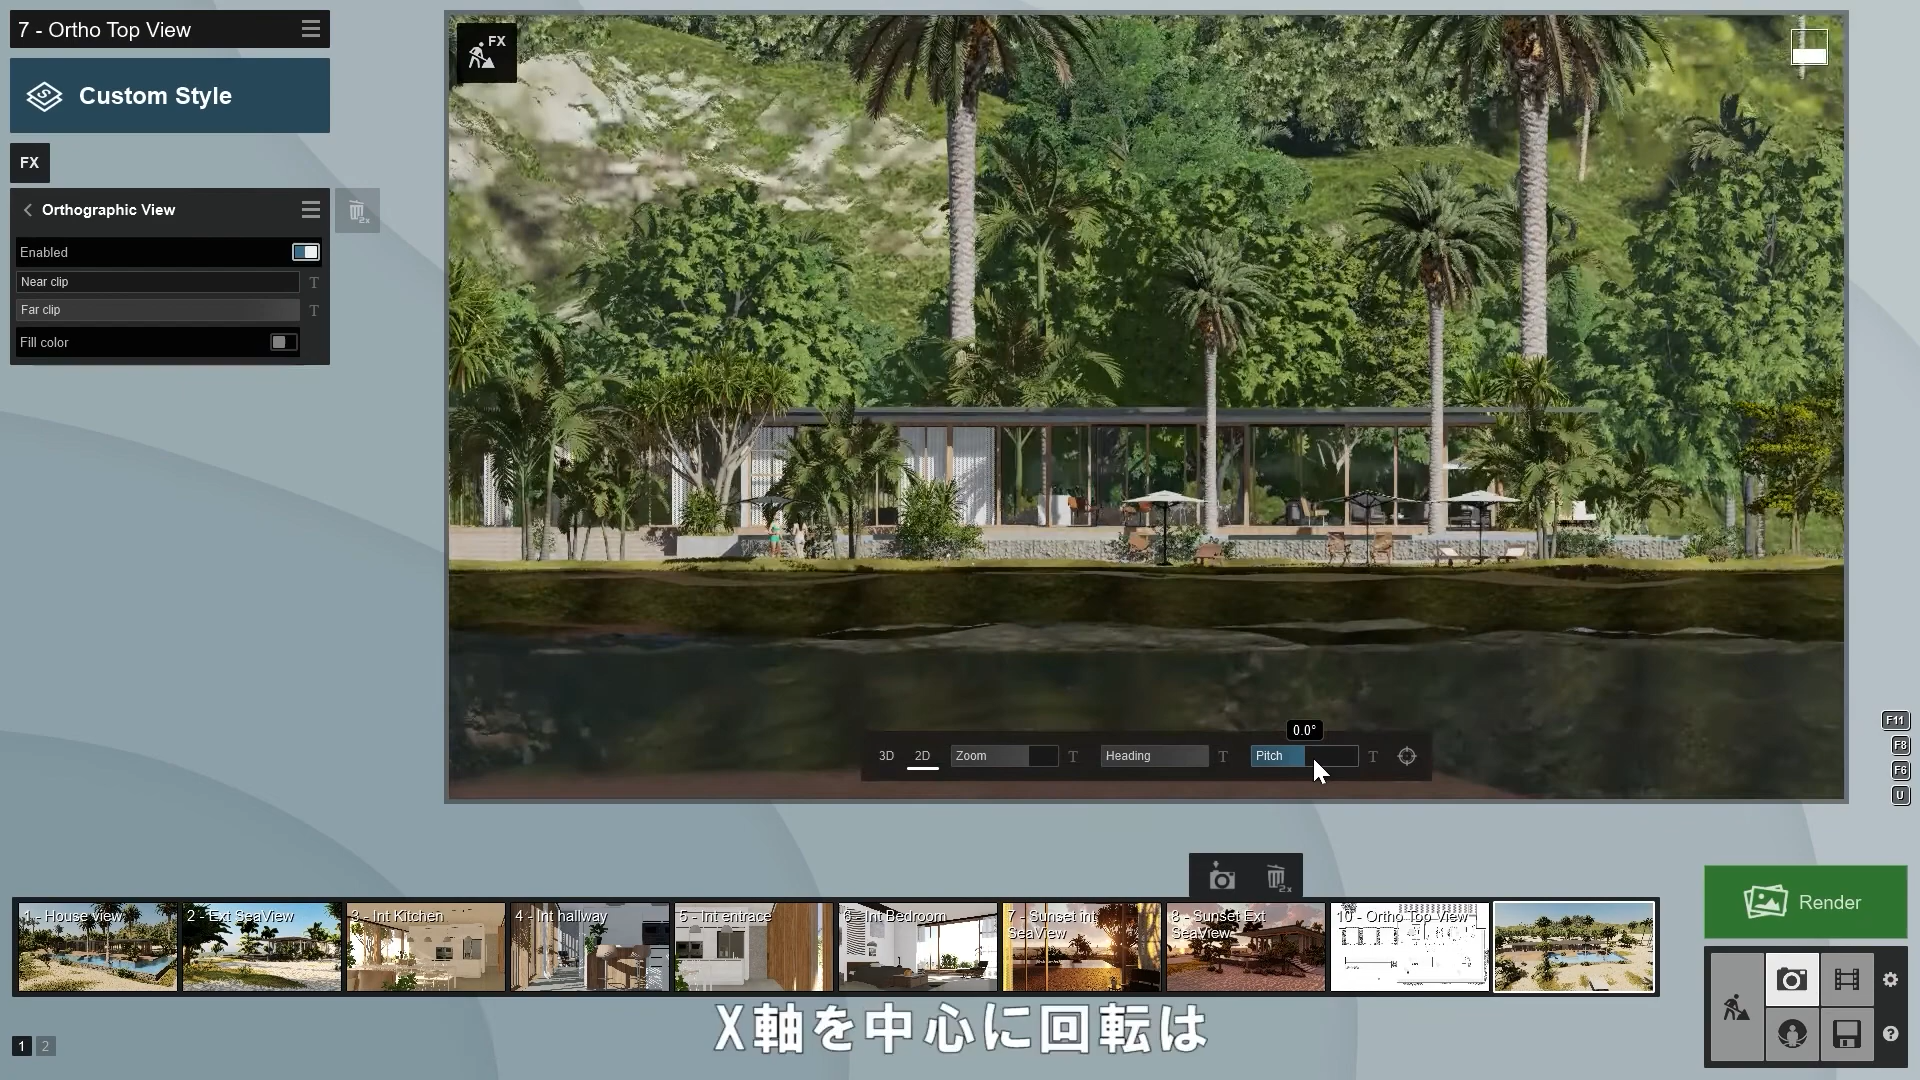 7 - Ortho Top View
Custom Style
FX
Orthographic View
2x
Enabled
Near clip
T
Far clip
T
Fill color
FX
0.0°
3D
2D
Zoom
T
Heading
T
Pitch
T
F11
F8
F6
U
2x
Render
1 - House view
2 - Ext SeaView
3 - Int Kitchen
4 - Int hallway
5 - Int entrace
6 - Int Bedroom
7 - Sunset int
SeaView
8 - Sunset Ext
SeaView
10 - Ortho Top View
X軸を中心に回転は
1
2
?